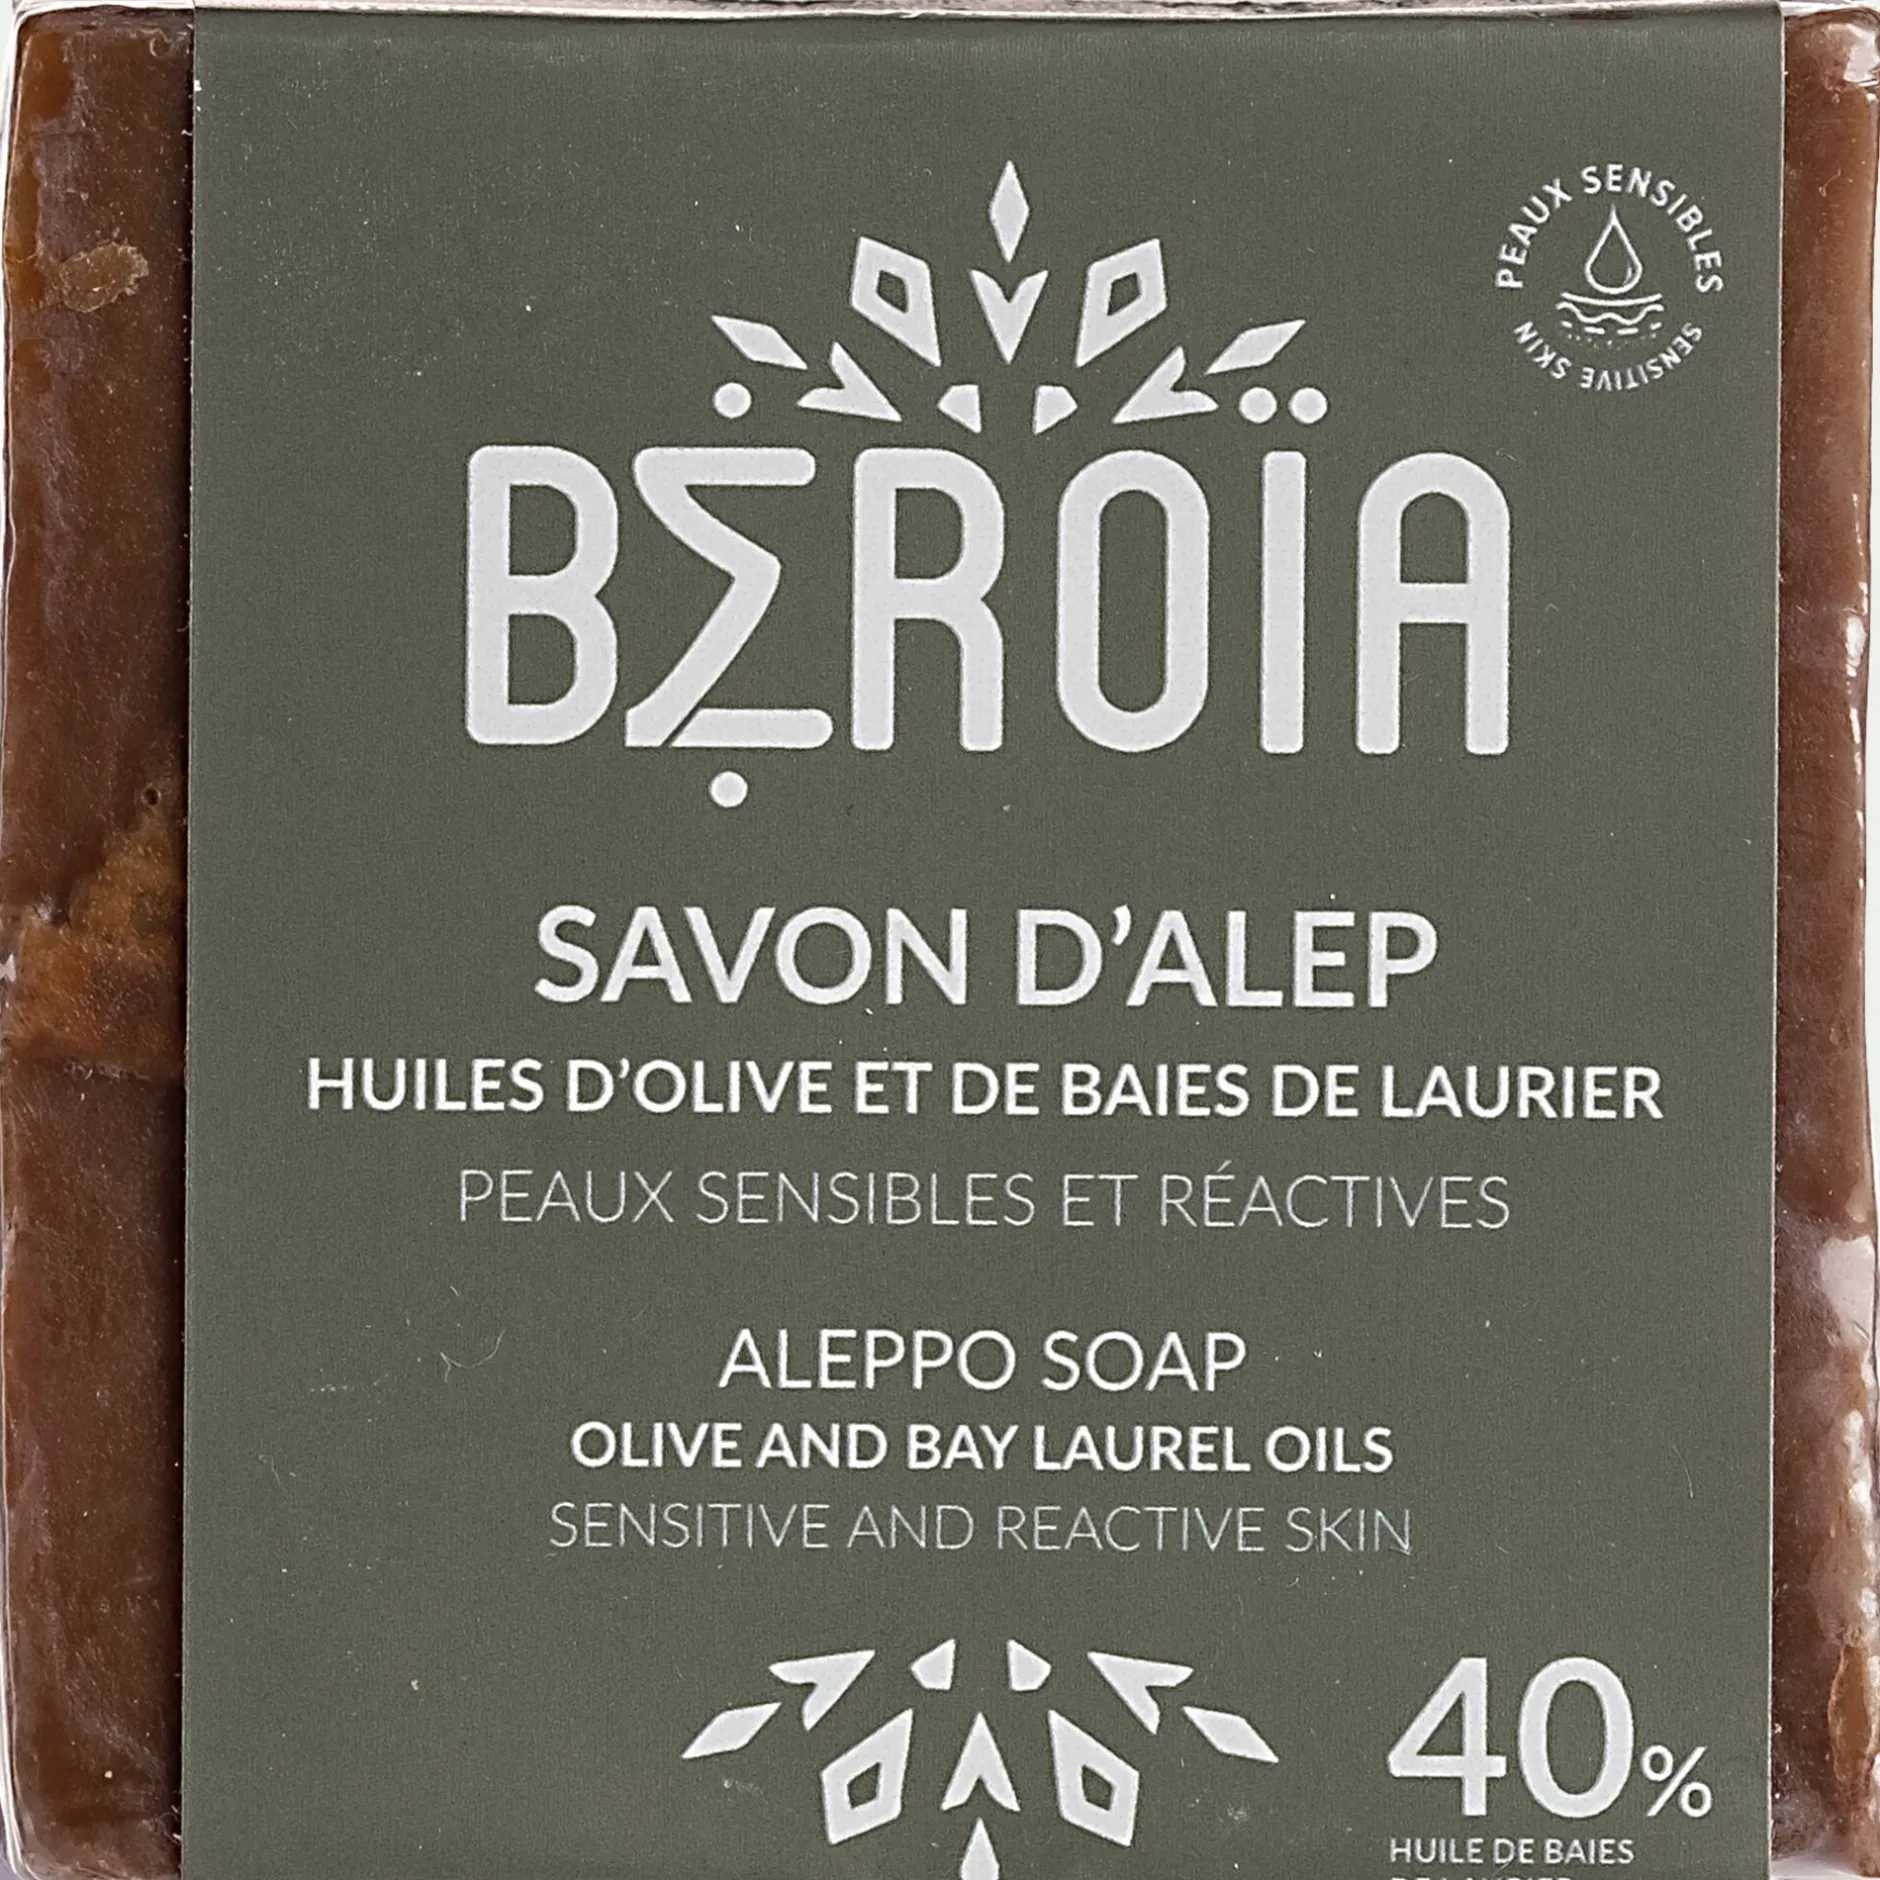 PEAUX SENSIBLES
SENSITIVE SKIN
BEROÏA
SAVON D'ALEP
HUILES D'OLIVE ET DE BAIES DE LAURIER
PEAUX SENSIBLES ET RÉACTIVES
ALEPPO SOAP
OLIVE AND BAY LAUREL OILS
SENSITIVE AND REACTIVE SKIN
40%
HUILE DE BAIES